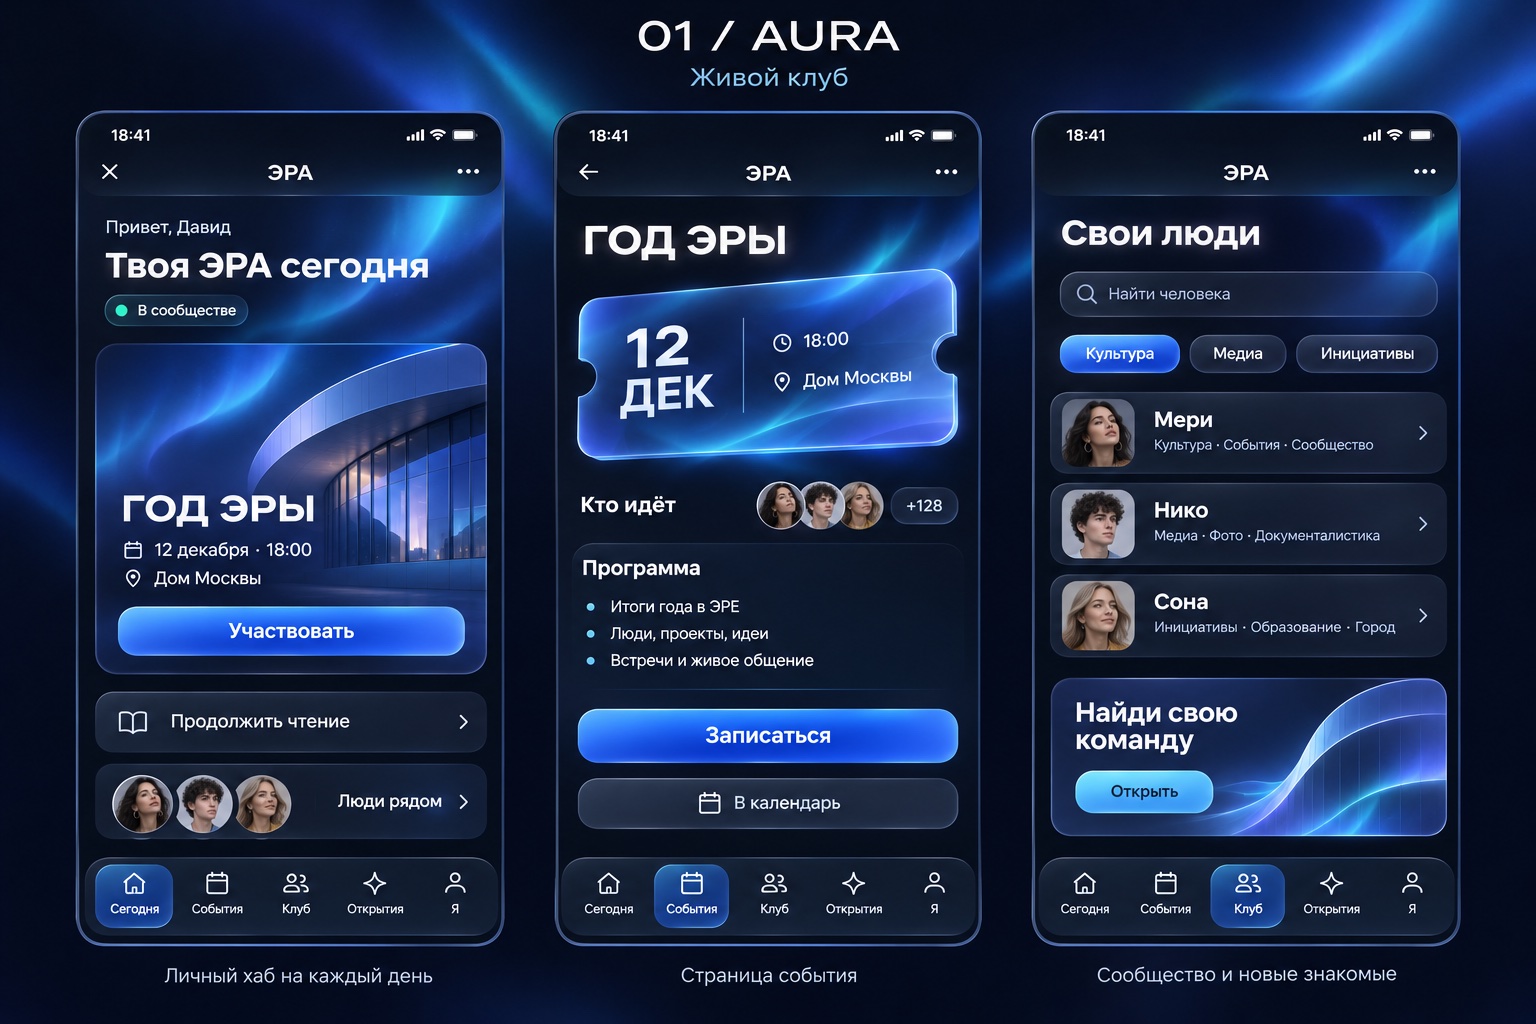 01 / AURA
Живой клуб
18:41
ЭРА
Привет, Давид
Твоя ЭРА сегодня
В сообществе
ГОД ЭРЫ
12 декабря · 18:00
Дом Москвы
Участвовать
Продолжить чтение
Люди рядом
Сегодня
События
Клуб
Открытия
Я
Личный хаб на каждый день
18:41
ЭРА
ГОД ЭРЫ
12
ДЕК
18:00
Дом Москвы
Кто идёт
+128
Программа
Итоги года в ЭРЕ
Люди, проекты, идеи
Встречи и живое общение
Записаться
В календарь
Сегодня
События
Клуб
Открытия
Я
Страница события
18:41
ЭРА
Свои люди
Найти человека
Культура
Медиа
Инициативы
Мери
Культура · События · Сообщество
Нико
Медиа · Фото · Документалистика
Сона
Инициативы · Образование · Город
Найди свою
команду
Открыть
Сегодня
События
Клуб
Открытия
Я
Сообщество и новые знакомые